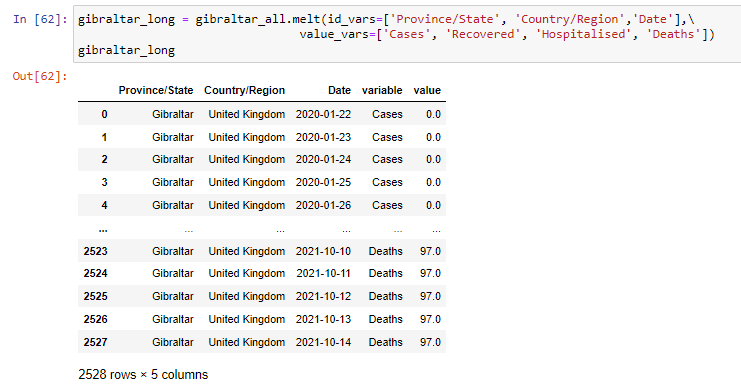 In [62]: gibraltar_long = gibraltar_all.melt(id_vars=['Province/State', 'Country/Region','Date'],\
value_vars=['Cases', 'Recovered', 'Hospitalised', 'Deaths'])
gibraltar_long
Out[62]:
Province/State Country/Region Date variable value
0 Gibraltar United Kingdom 2020-01-22 Cases 0.0
1 Gibraltar United Kingdom 2020-01-23 Cases 0.0
2 Gibraltar United Kingdom 2020-01-24 Cases 0.0
3 Gibraltar United Kingdom 2020-01-25 Cases 0.0
4 Gibraltar United Kingdom 2020-01-26 Cases 0.0
... ... ... ... ... ...
2523 Gibraltar United Kingdom 2021-10-10 Deaths 97.0
2524 Gibraltar United Kingdom 2021-10-11 Deaths 97.0
2525 Gibraltar United Kingdom 2021-10-12 Deaths 97.0
2526 Gibraltar United Kingdom 2021-10-13 Deaths 97.0
2527 Gibraltar United Kingdom 2021-10-14 Deaths 97.0
2528 rows × 5 columns